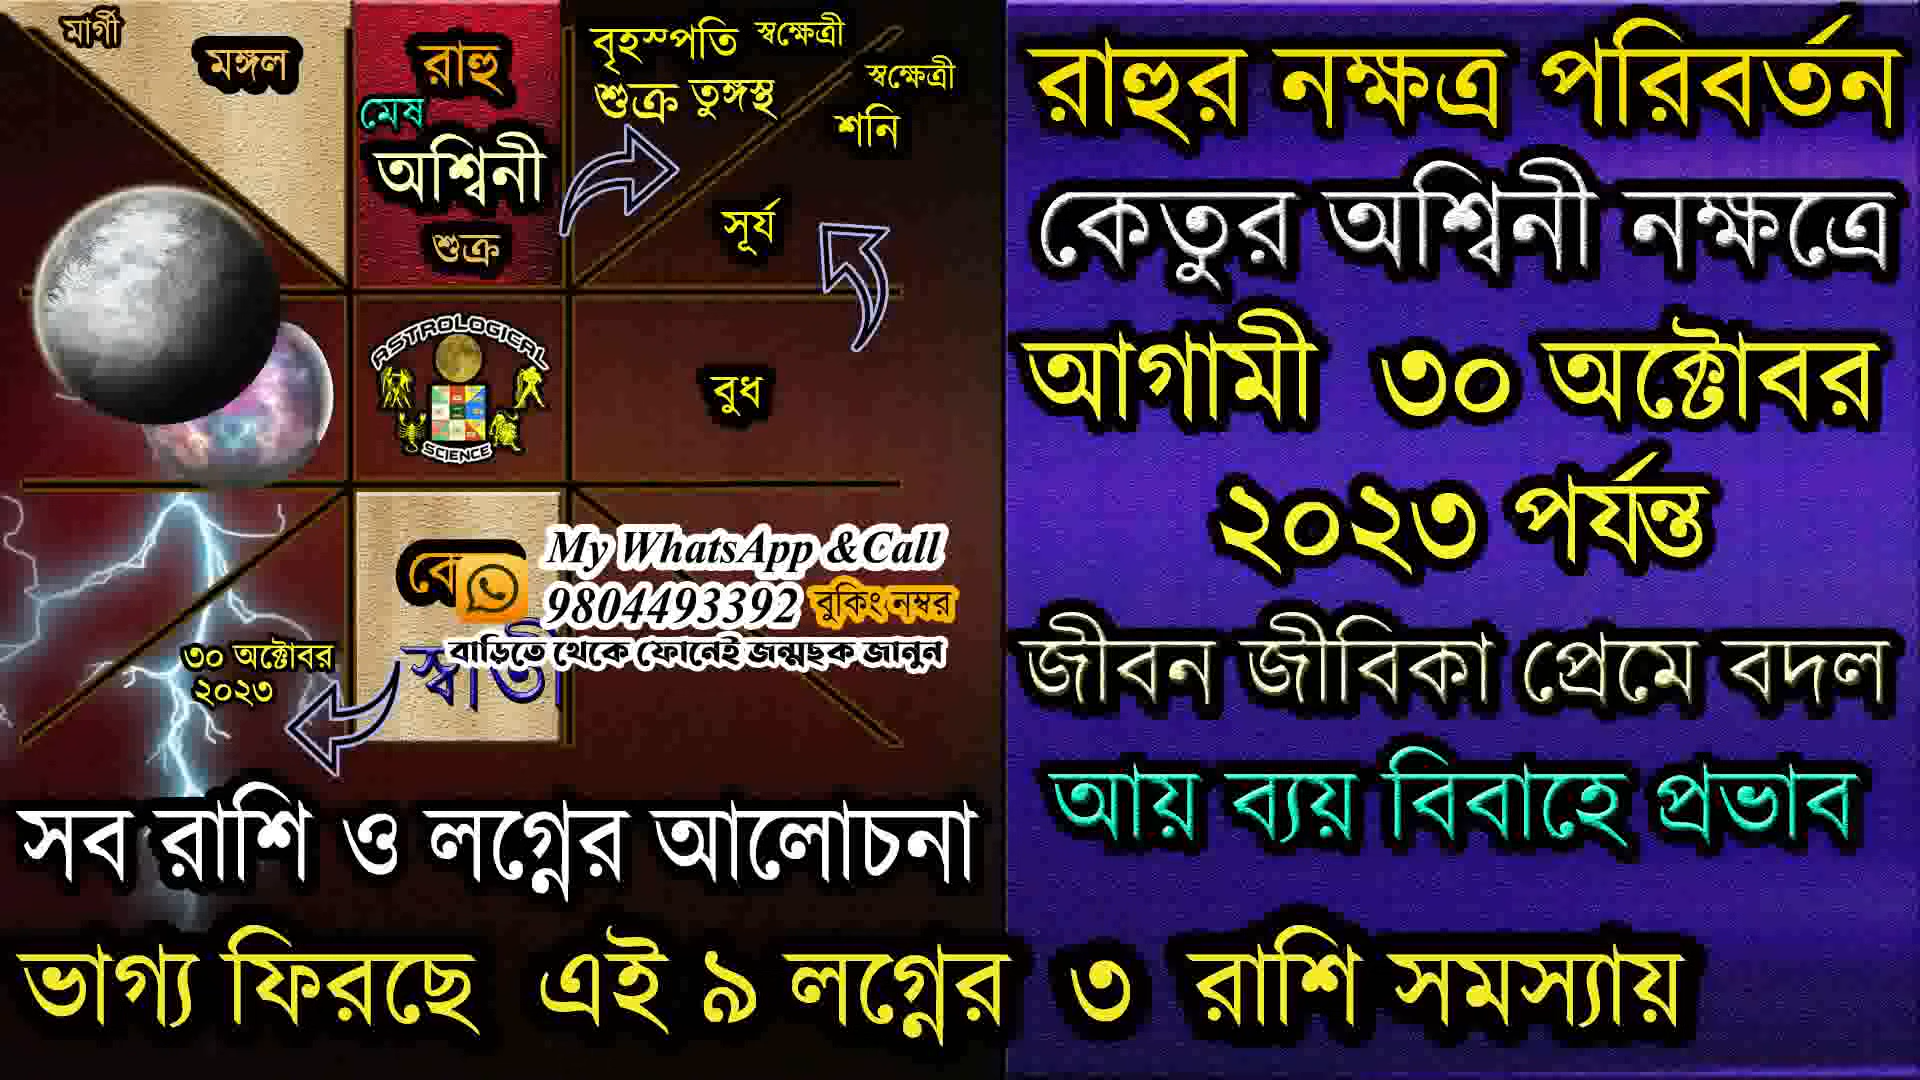 মার্গী
মঙ্গল
রাহু
মেষ
অশ্বিনী
শুক্র
বৃহস্পতি স্বক্ষেত্রী
শুক্র তুঙ্গস্থ
স্বক্ষেত্রী
শনি
সূর্য
বুধ
ASTROLOGICAL
SCIENCE
My WhatsApp &Call
9804493392 বুকিং নম্বর
বাড়িতে থেকে ফোনেই জন্মছক জানুন
স্বাতী
৩০ অক্টোবর
২০২৩
রাহুর নক্ষত্র পরিবর্তন
কেতুর অশ্বিনী নক্ষত্রে
আগামী ৩০ অক্টোবর
২০২৩ পর্যন্ত
জীবন জীবিকা প্রেমে বদল
আয় ব্যয় বিবাহে প্রভাব
সব রাশি ও লগ্নের আলোচনা
ভাগ্য ফিরছে এই ৯ লগ্নের ৩ রাশি সমস্যায়